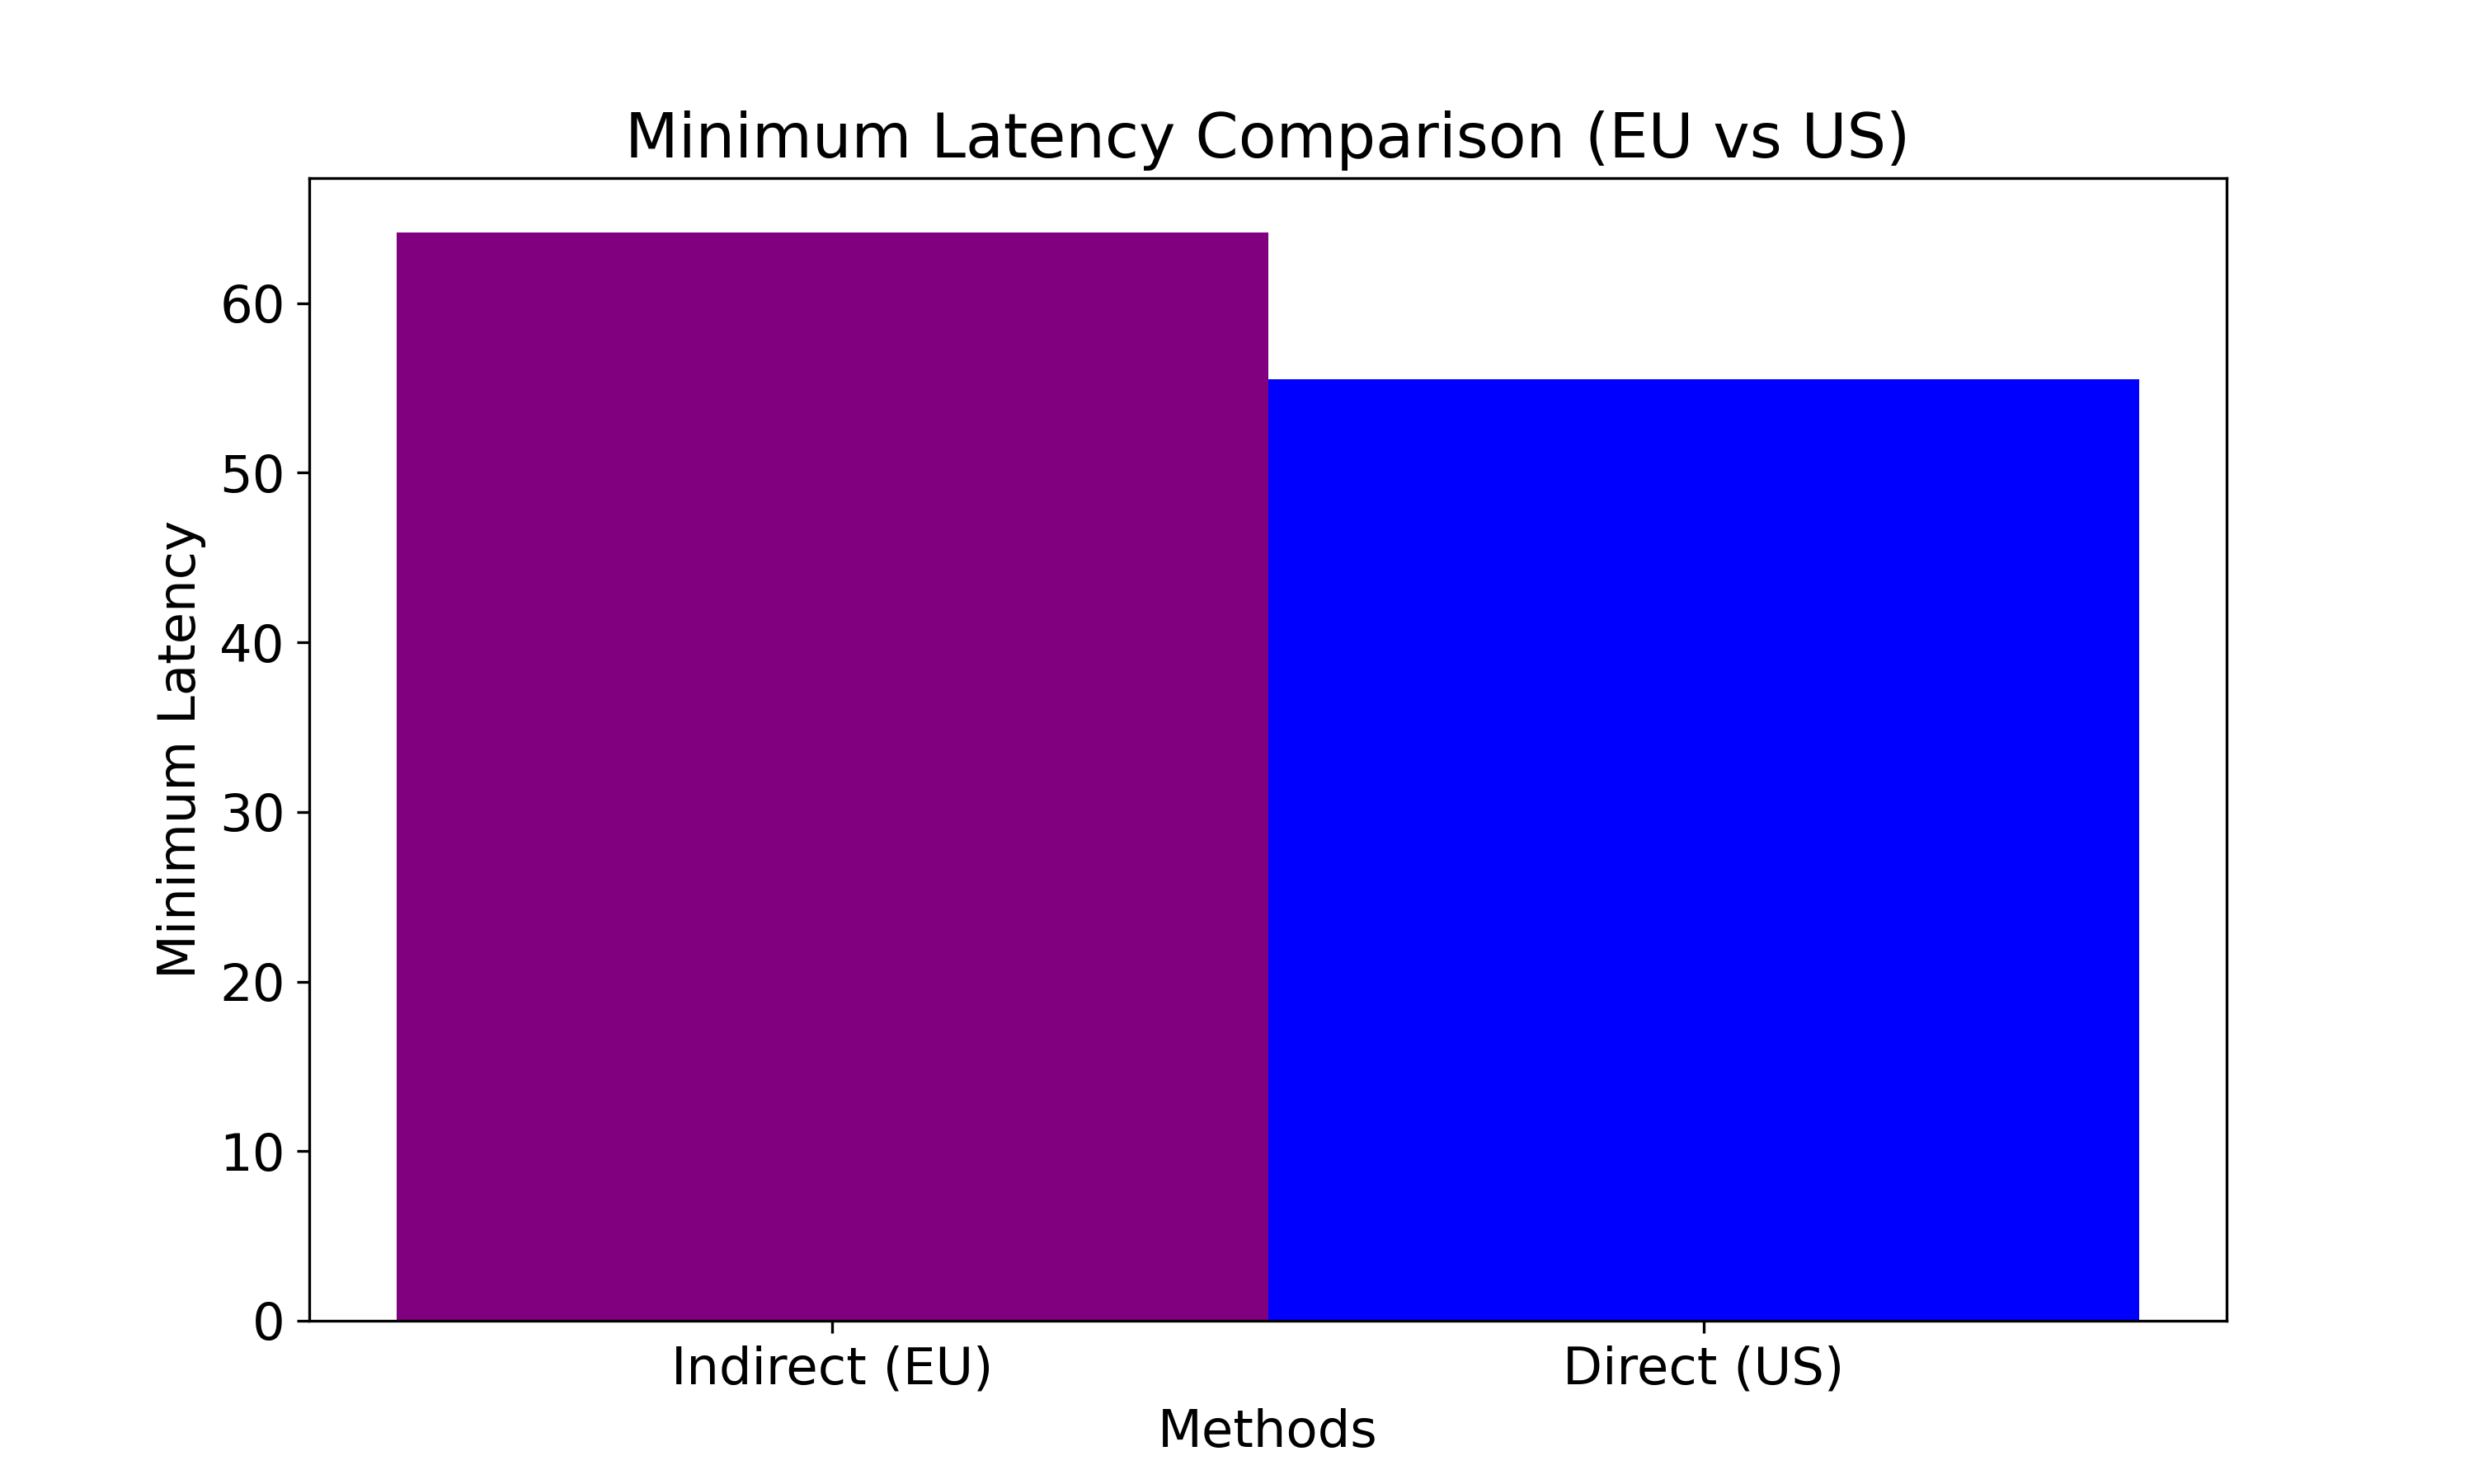 Minimum Latency Comparison (EU vs US)
Minimum Latency
60
50
40
30
20
10
0
Indirect (EU)
Direct (US)
Methods